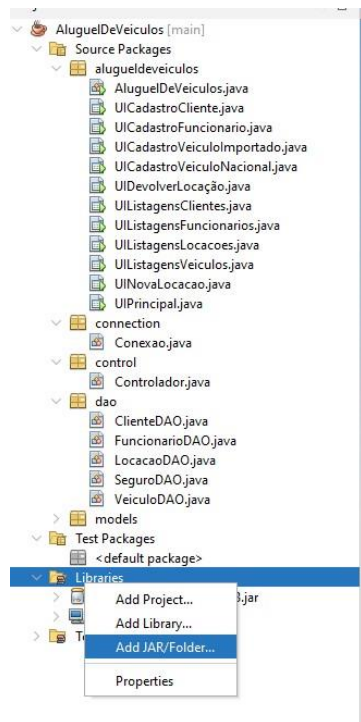 AluguelDeVeiculos [main]
Source Packages
alugueldeveiculos
AluguelDeVeiculos.java
UICadastroCliente.java
UICadastroFuncionario.java
UICadastroVeiculoImportado.java
UICadastroVeiculoNacional.java
UIDevolverLocação.java
UIListagensClientes.java
UIListagensFuncionarios.java
UIListagensLocacoes.java
UIListagensVeiculos.java
UINovaLocacao.java
UIPrincipal.java
connection
Conexao.java
control
Controlador.java
dao
ClienteDAO.java
FuncionarioDAO.java
LocacaoDAO.java
SeguroDAO.java
VeiculoDAO.java
models
Test Packages
<default package>
Libraries
Add Project... .jar
Add Library...
Add JAR/Folder...
Properties